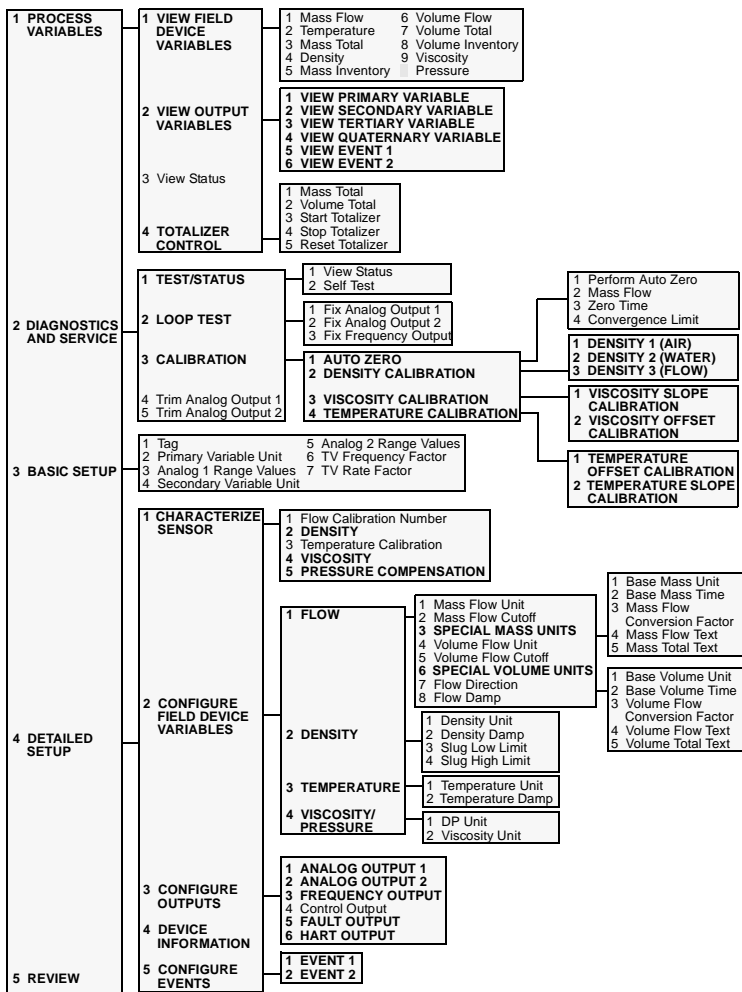 1 PROCESS
VARIABLES
1 VIEW FIELD
DEVICE
VARIABLES
1 Mass Flow
2 Temperature
3 Mass Total
4 Density
5 Mass Inventory
6 Volume Flow
7 Volume Total
8 Volume Inventory
9 Viscosity
Pressure
2 VIEW OUTPUT
VARIABLES
1 VIEW PRIMARY VARIABLE
2 VIEW SECONDARY VARIABLE
3 VIEW TERTIARY VARIABLE
4 VIEW QUATERNARY VARIABLE
5 VIEW EVENT 1
6 VIEW EVENT 2
3 View Status
4 TOTALIZER
CONTROL
1 Mass Total
2 Volume Total
3 Start Totalizer
4 Stop Totalizer
5 Reset Totalizer
2 DIAGNOSTICS
AND SERVICE
1 TEST/STATUS
1 View Status
2 Self Test
2 LOOP TEST
1 Fix Analog Output 1
2 Fix Analog Output 2
3 Fix Frequency Output
3 CALIBRATION
1 AUTO ZERO
2 DENSITY CALIBRATION
3 VISCOSITY CALIBRATION
4 TEMPERATURE CALIBRATION
1 Perform Auto Zero
2 Mass Flow
3 Zero Time
4 Convergence Limit
1 DENSITY 1 (AIR)
2 DENSITY 2 (WATER)
3 DENSITY 3 (FLOW)
1 VISCOSITY SLOPE
CALIBRATION
2 VISCOSITY OFFSET
CALIBRATION
1 TEMPERATURE
OFFSET CALIBRATION
2 TEMPERATURE SLOPE
CALIBRATION
4 Trim Analog Output 1
5 Trim Analog Output 2
3 BASIC SETUP
1 Tag
2 Primary Variable Unit
3 Analog 1 Range Values
4 Secondary Variable Unit
5 Analog 2 Range Values
6 TV Frequency Factor
7 TV Rate Factor
4 DETAILED
SETUP
1 CHARACTERIZE
SENSOR
1 Flow Calibration Number
2 DENSITY
3 Temperature Calibration
4 VISCOSITY
5 PRESSURE COMPENSATION
2 CONFIGURE
FIELD DEVICE
VARIABLES
1 FLOW
1 Mass Flow Unit
2 Mass Flow Cutoff
3 SPECIAL MASS UNITS
4 Volume Flow Unit
5 Volume Flow Cutoff
6 SPECIAL VOLUME UNITS
7 Flow Direction
8 Flow Damp
1 Base Mass Unit
2 Base Mass Time
3 Mass Flow
Conversion Factor
4 Mass Flow Text
5 Mass Total Text
1 Base Volume Unit
2 Base Volume Time
3 Volume Flow
Conversion Factor
4 Volume Flow Text
5 Volume Total Text
2 DENSITY
1 Density Unit
2 Density Damp
3 Slug Low Limit
4 Slug High Limit
3 TEMPERATURE
1 Temperature Unit
2 Temperature Damp
4 VISCOSITY/
PRESSURE
1 DP Unit
2 Viscosity Unit
3 CONFIGURE
OUTPUTS
1 ANALOG OUTPUT 1
2 ANALOG OUTPUT 2
3 FREQUENCY OUTPUT
4 Control Output
5 FAULT OUTPUT
6 HART OUTPUT
4 DEVICE
INFORMATION
5 CONFIGURE
EVENTS
1 EVENT 1
2 EVENT 2
5 REVIEW